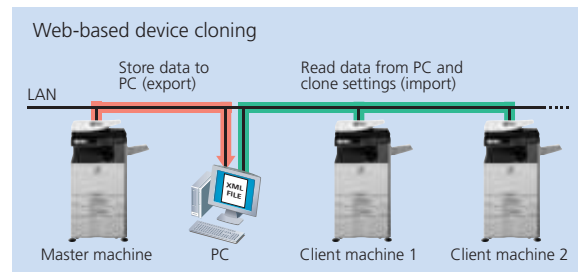 Web-based device cloning
Store data to
PC (export)
Read data from PC and
clone settings (import)
LAN
XML
FILE
Master machine
PC
Client machine 1
Client machine 2